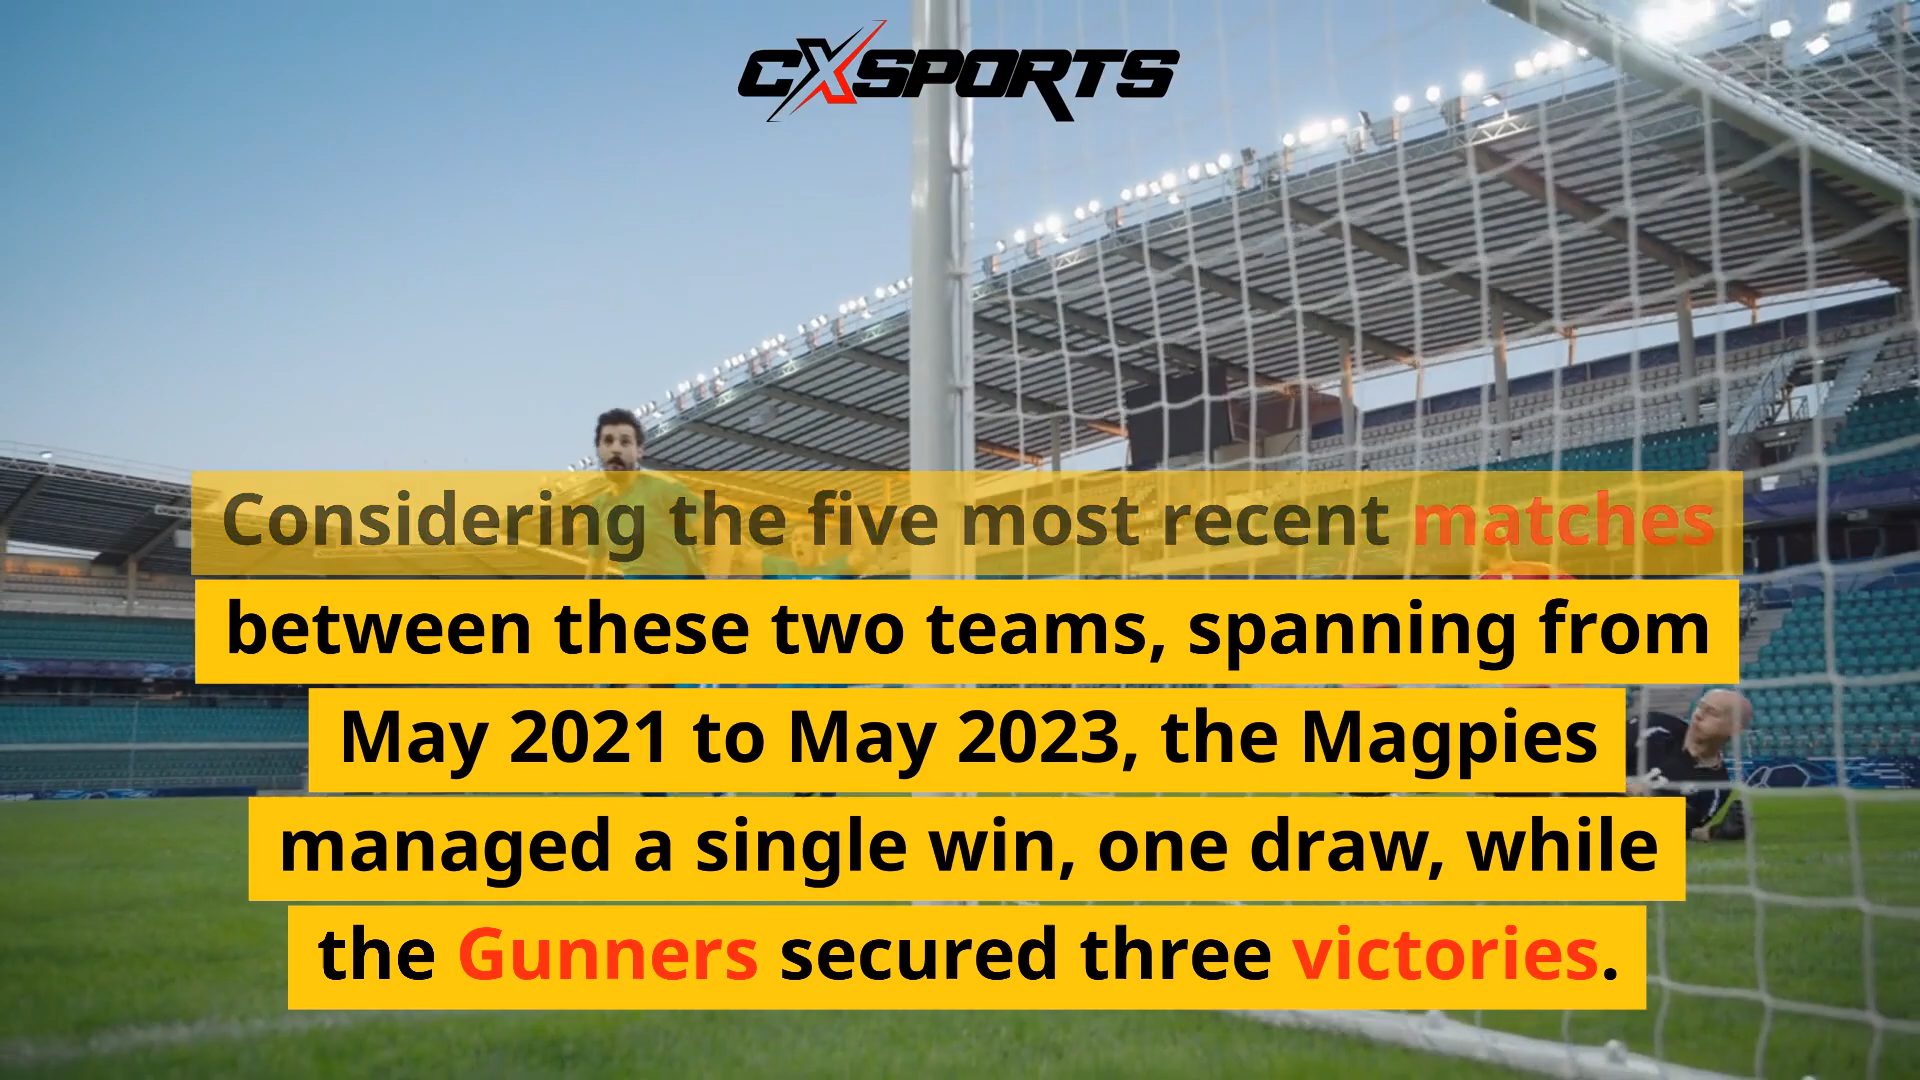 CXSPORTS
Considering the five most recent matches
between these two teams, spanning from
May 2021 to May 2023, the Magpies
managed a single win, one draw, while
the Gunners secured three victories.